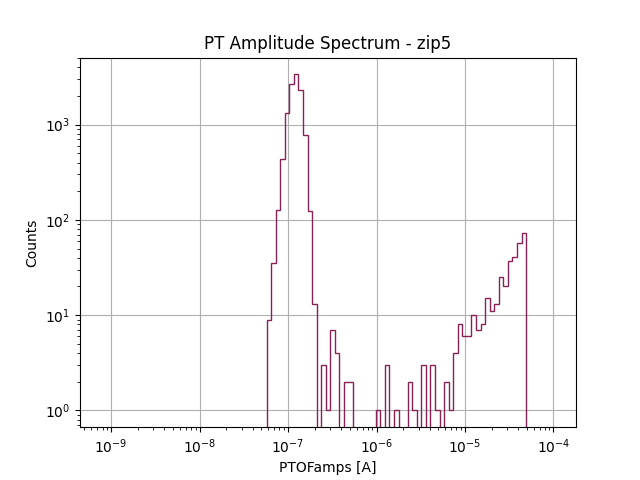 PT Amplitude Spectrum - zip5
Counts
10³
10²
10¹
10⁰
10⁻⁹ 10⁻⁸ 10⁻⁷ 10⁻⁶ 10⁻⁵ 10⁻⁴
PTOFamps [A]